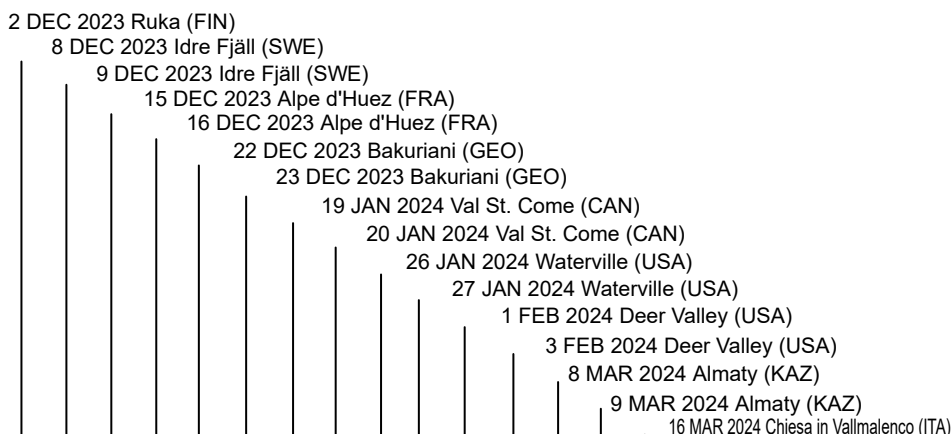 2 DEC 2023 Ruka (FIN)
8 DEC 2023 Idre Fjäll (SWE)
9 DEC 2023 Idre Fjäll (SWE)
15 DEC 2023 Alpe d'Huez (FRA)
16 DEC 2023 Alpe d'Huez (FRA)
22 DEC 2023 Bakuriani (GEO)
23 DEC 2023 Bakuriani (GEO)
19 JAN 2024 Val St. Come (CAN)
20 JAN 2024 Val St. Come (CAN)
26 JAN 2024 Waterville (USA)
27 JAN 2024 Waterville (USA)
1 FEB 2024 Deer Valley (USA)
3 FEB 2024 Deer Valley (USA)
8 MAR 2024 Almaty (KAZ)
9 MAR 2024 Almaty (KAZ)
16 MAR 2024 Chiesa in Vallmalenco (ITA)